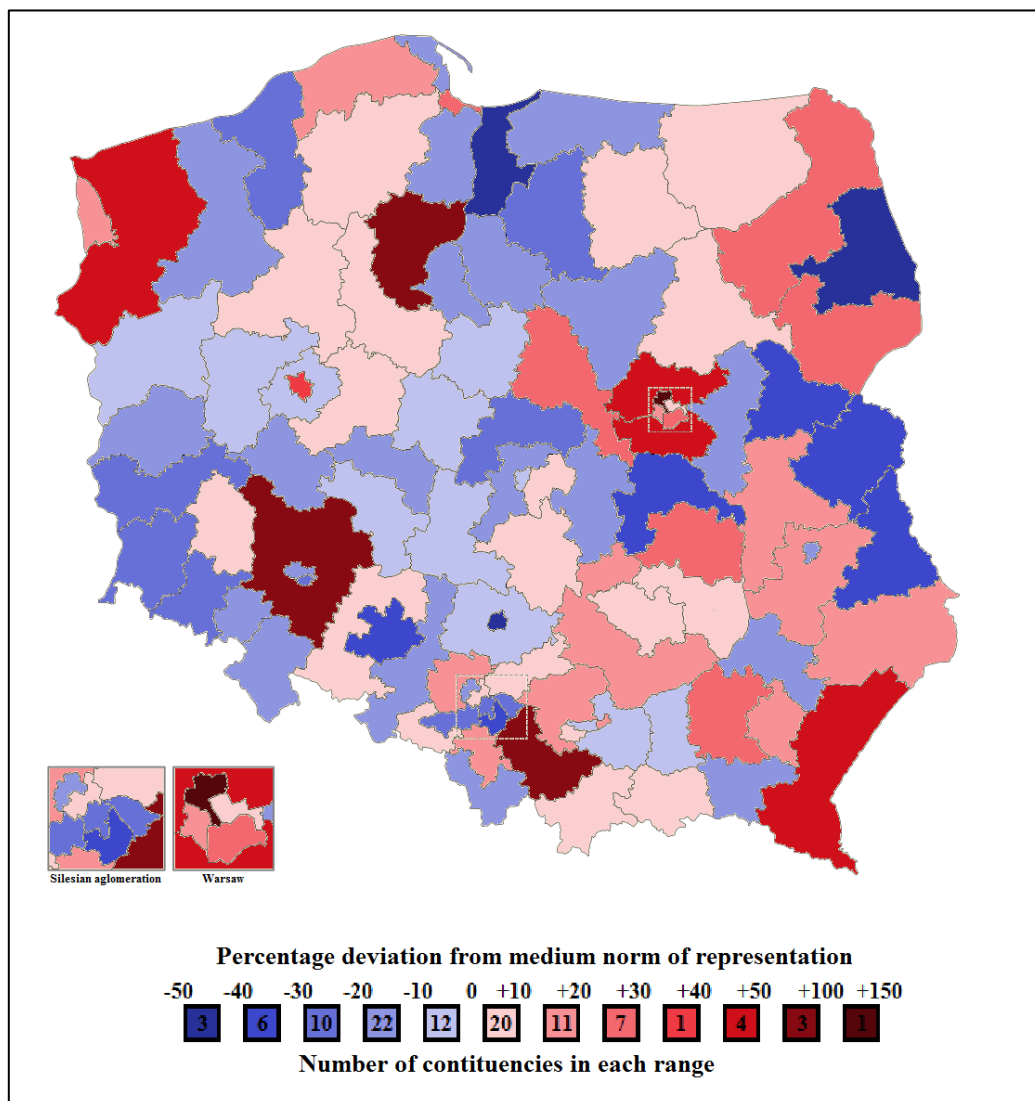 Silesian aglomeration
Warsaw
Percentage deviation from medium norm of representation
-50 -40 -30 -20 -10 0 +10 +20 +30 +40 +50 +100 +150
3 6 10 22 12 20 11 7 1 4 3 1
Number of contituencies in each range